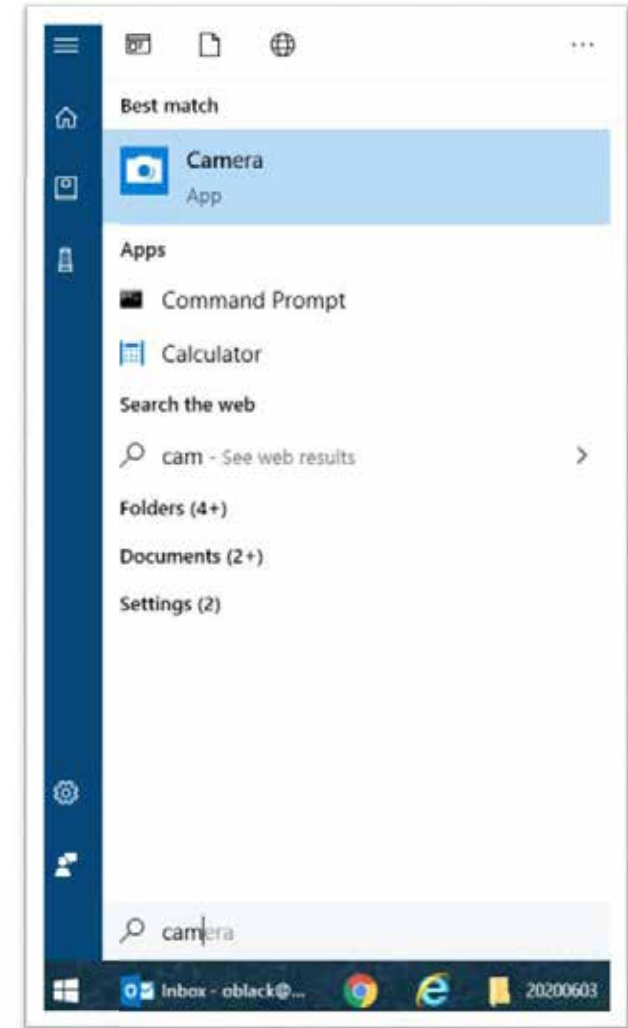 Best match
Camera
App
Apps
Command Prompt
Calculator
Search the web
cam - See web results
Folders (4+)
Documents (2+)
Settings (2)
camera
Inbox - oblack@...
20200603